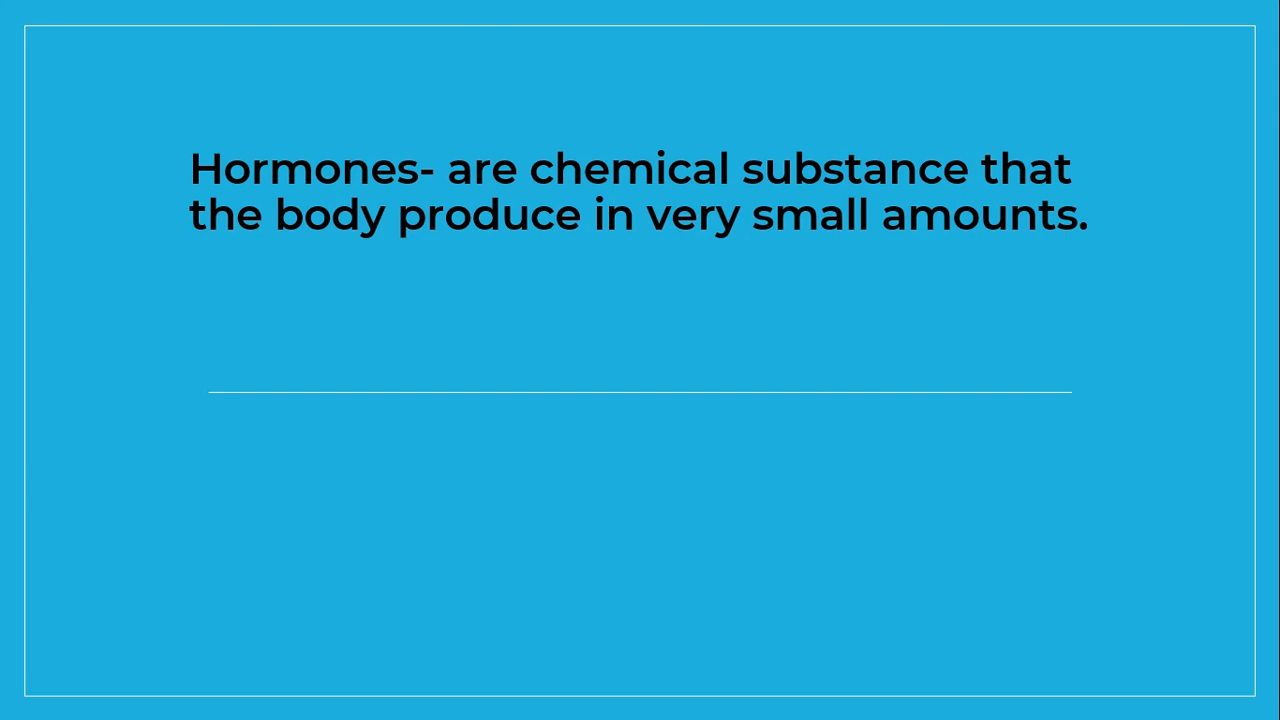 Hormones- are chemical substance that
the body produce in very small amounts.